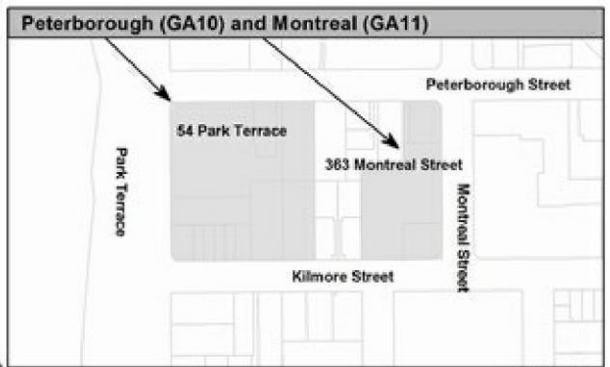 Peterborough (GA10) and Montreal (GA11)
Peterborough Street
54 Park Terrace
363 Montreal Street
Park Terrace
Montreal Street
Kilmore Street